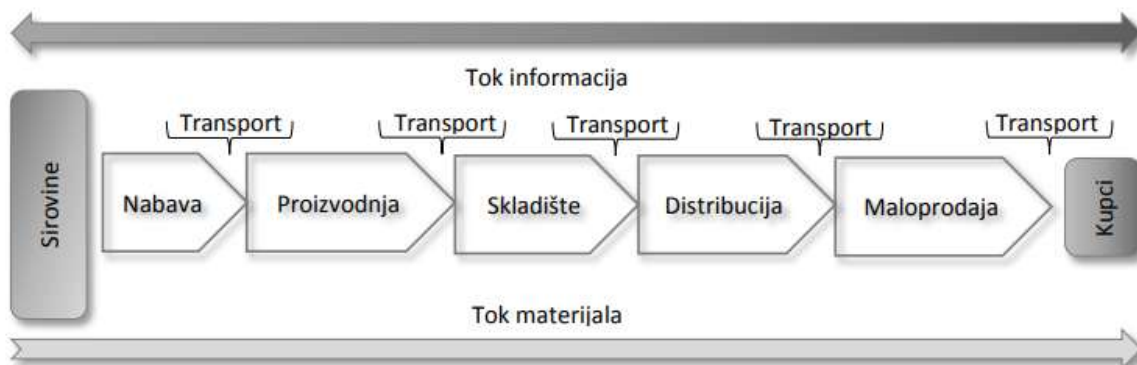 Tok informacija
Transport Transport Transport Transport Transport
Sirovine
Nabava Proizvodnja Skladište Distribucija Maloprodaja
Kupci
Tok materijala